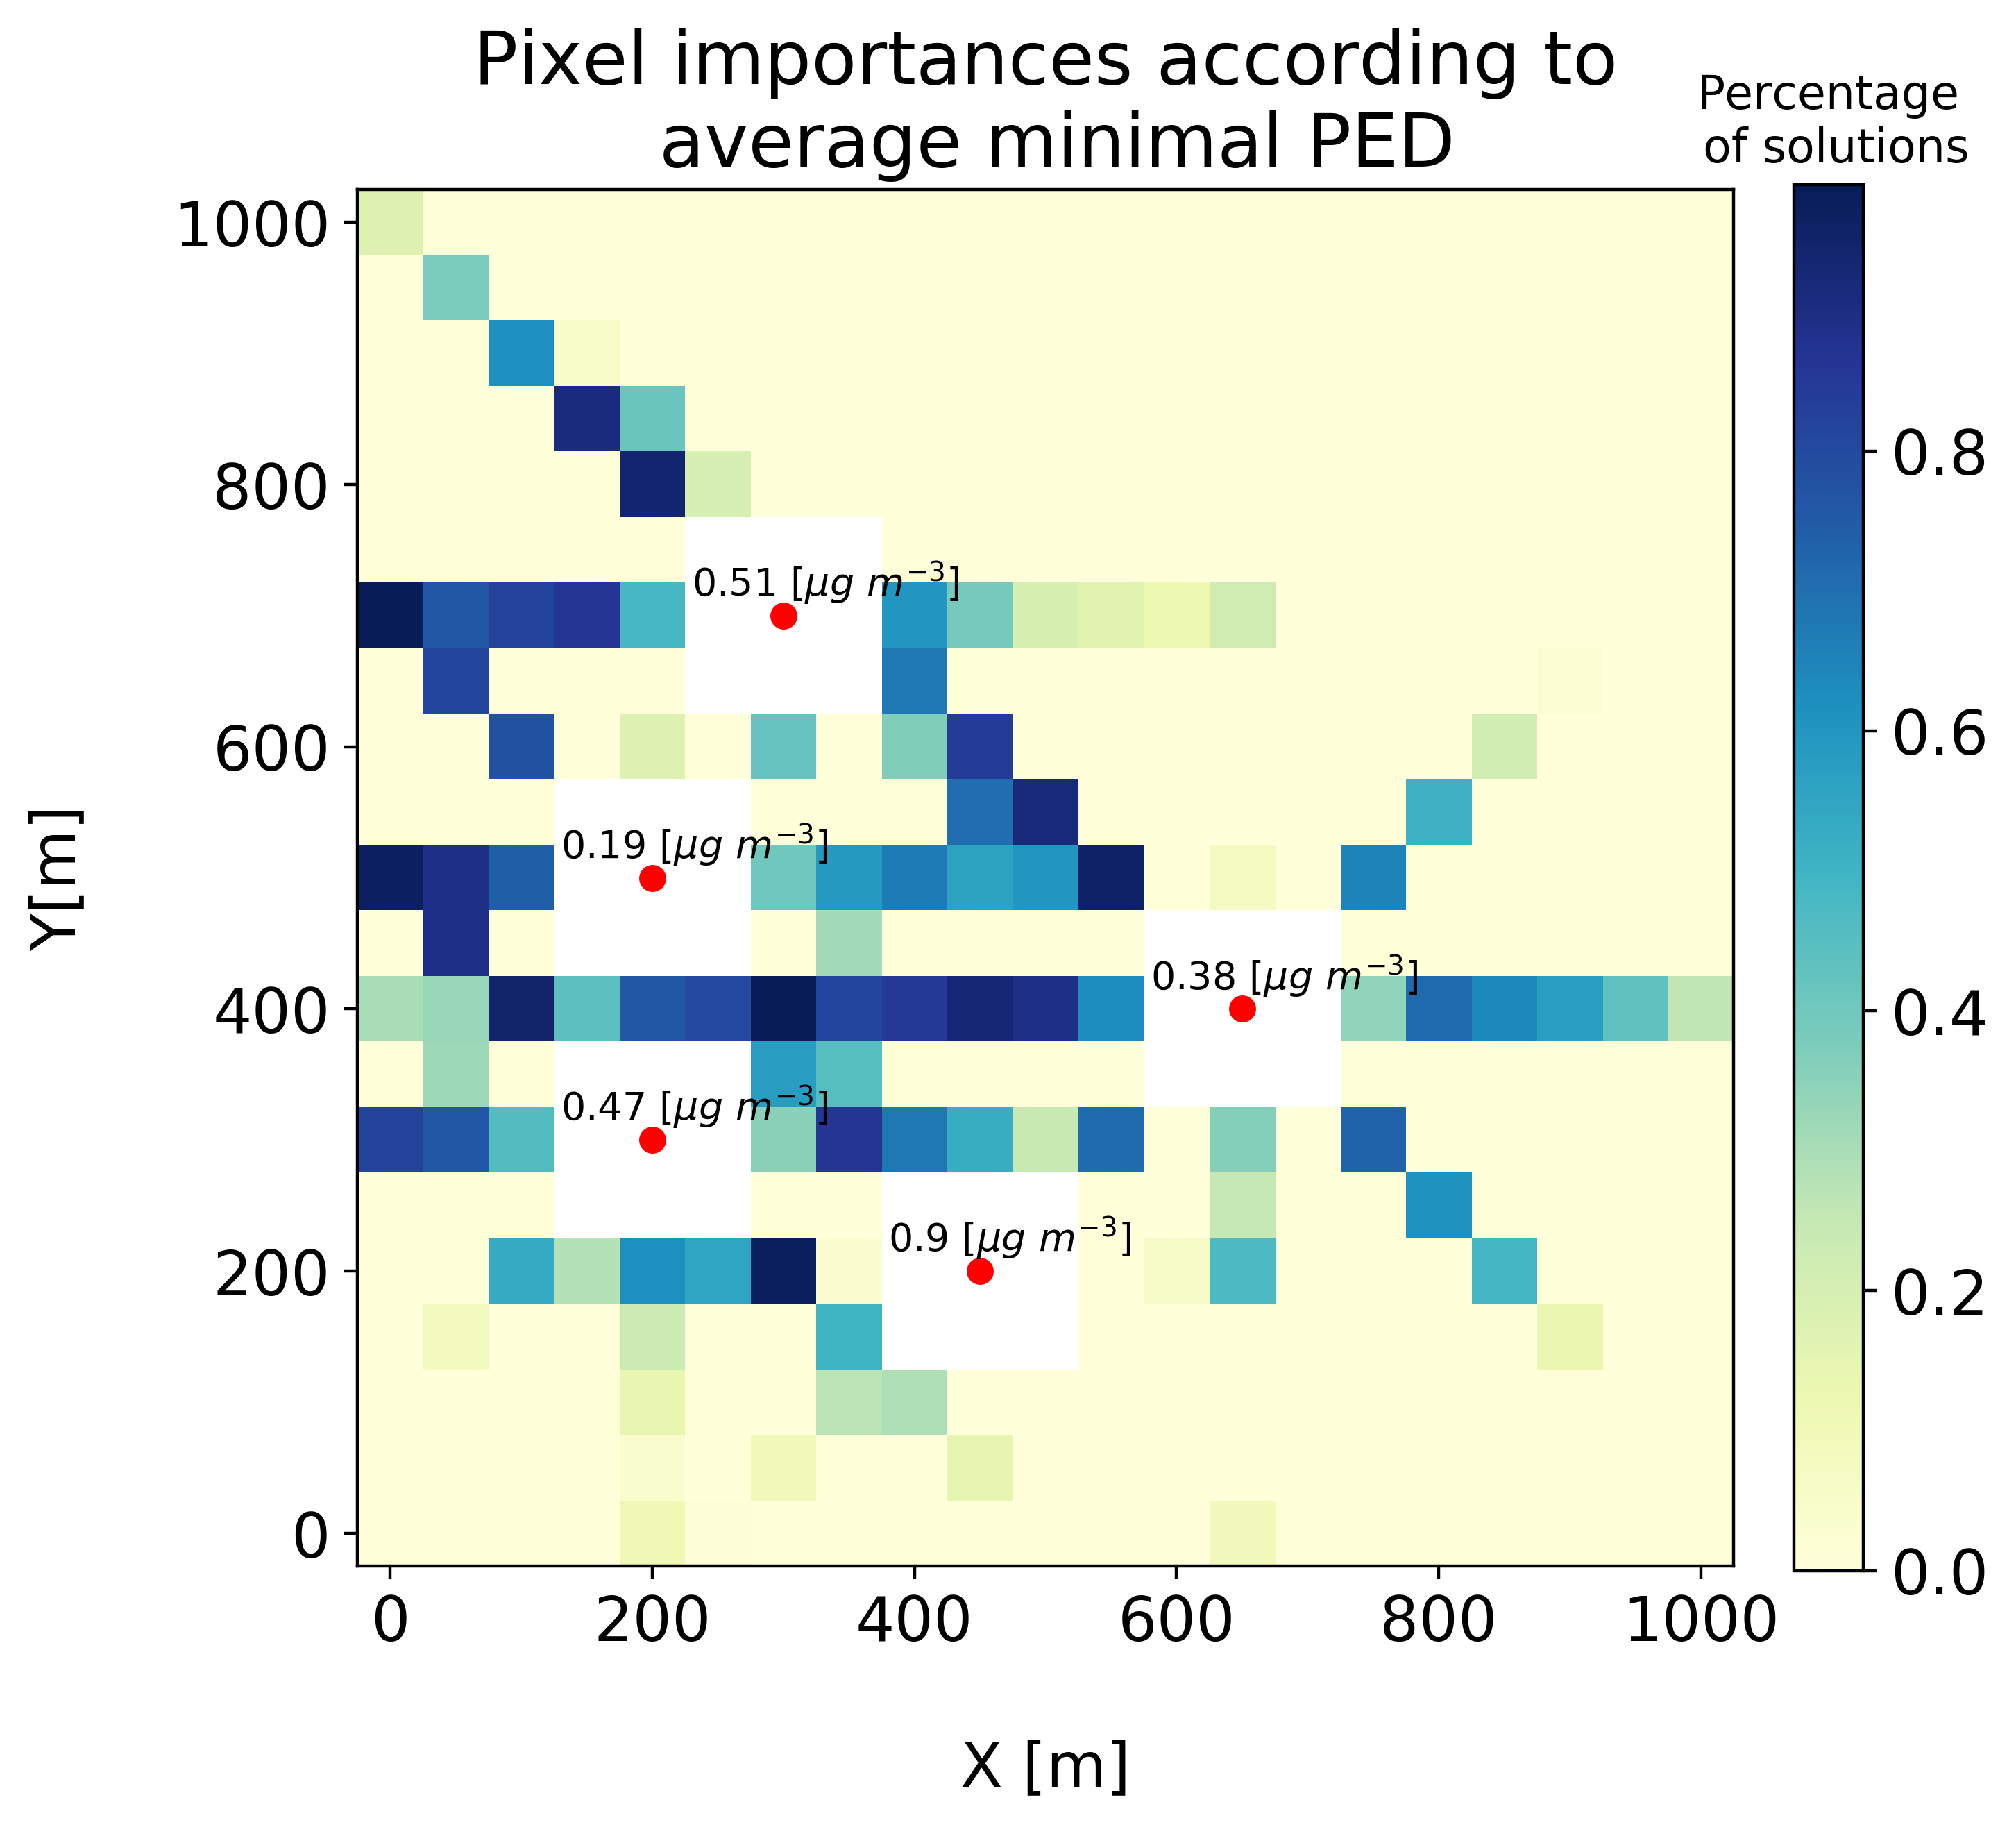 Pixel importances according to
average minimal PED
Percentage
of solutions
1000
800
600
400
200
0
Y[m]
0.51 [μg m⁻³]
0.19 [μg m⁻³]
0.38 [μg m⁻³]
0.47 [μg m⁻³]
0.9 [μg m⁻³]
0.8
0.6
0.4
0.2
0.0
0 200 400 600 800 1000
X [m]